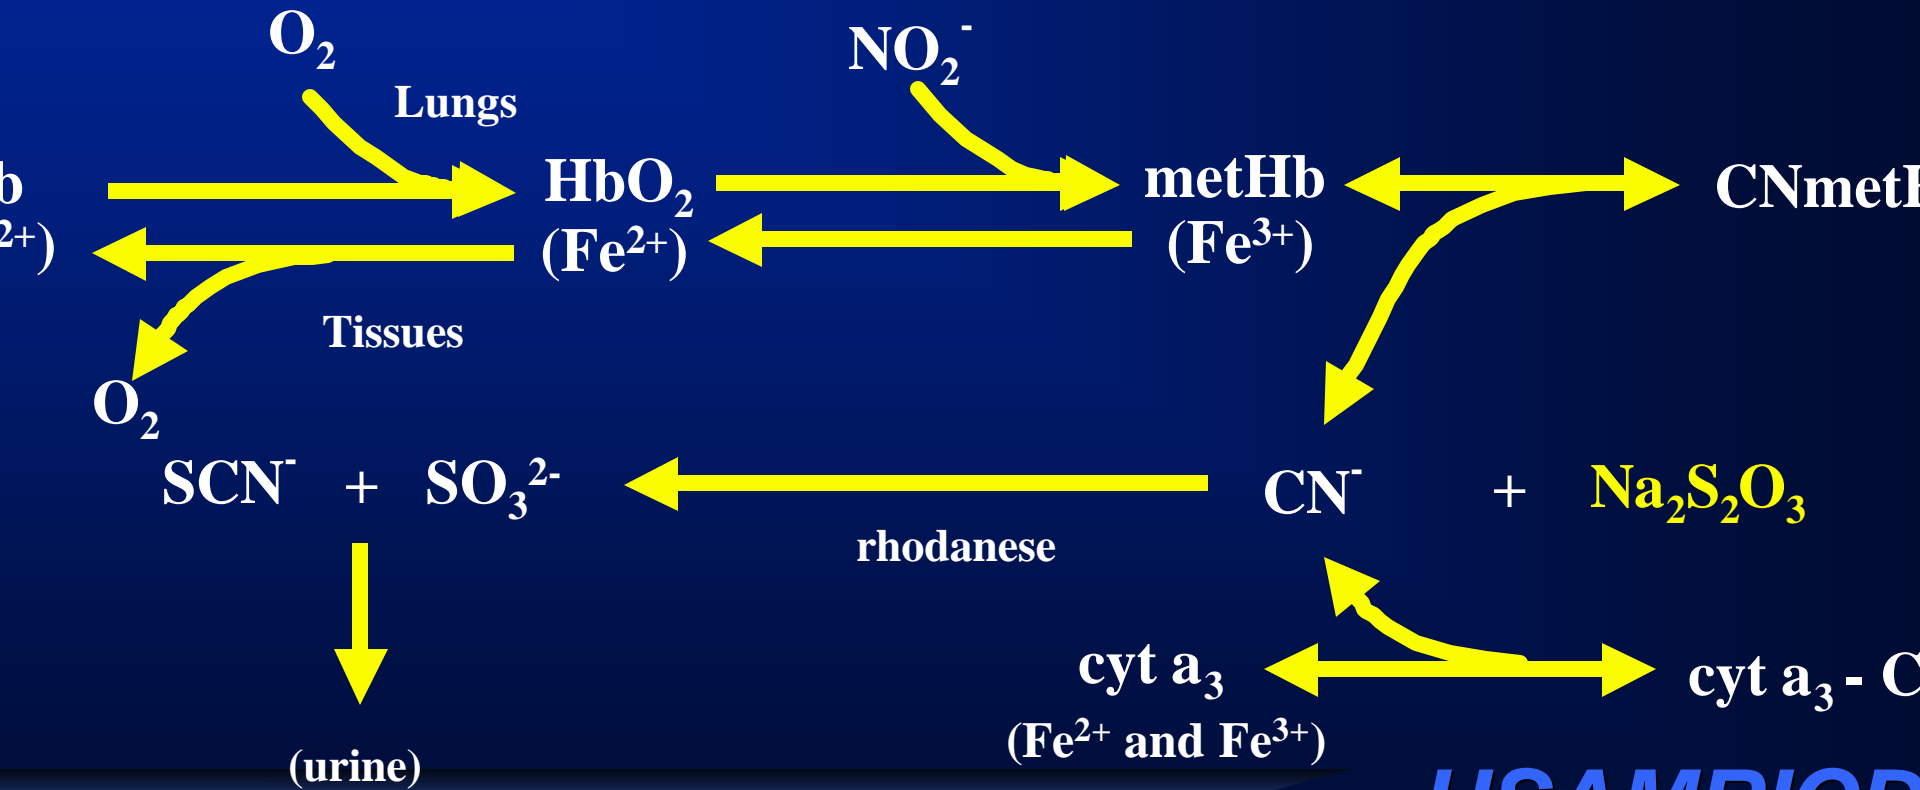 O₂
NO₂⁻
Lungs
b HbO₂ metHb CNmetH
2+) (Fe²⁺) (Fe³⁺)
Tissues
O₂
SCN⁻ + SO₃²⁻ CN⁻ + Na₂S₂O₃
rhodanese
cyt a₃ cyt a₃ - C
(Fe²⁺ and Fe³⁺)
(urine)